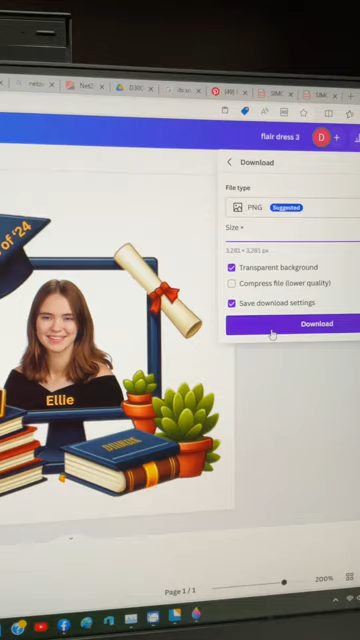 flair dress 3
D
Download
File type
PNG Suggested
Size
Transparent background
Compress file (lower quality)
Save download settings
Download
of '24
Ellie
Page 1 / 1
200%